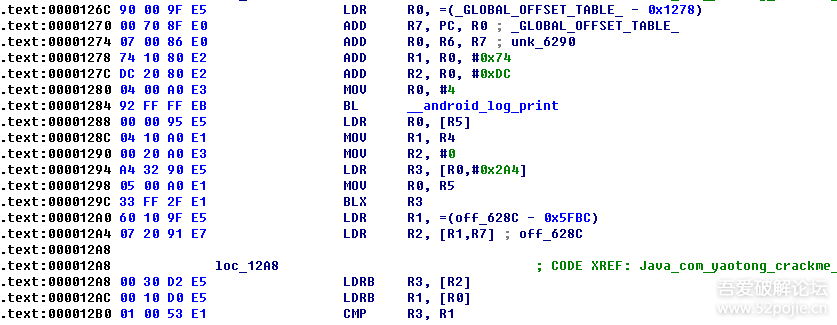 .text:0000126C 90 00 9F E5 LDR R0, =(_GLOBAL_OFFSET_TABLE_ - 0x1278)
.text:00001270 00 70 8F E0 ADD R7, PC, R0 ; _GLOBAL_OFFSET_TABLE_
.text:00001274 07 00 86 E0 ADD R0, R6, R7 ; unk_6290
.text:00001278 74 10 80 E2 ADD R1, R0, #0x74
.text:0000127C DC 20 80 E2 ADD R2, R0, #0xDC
.text:00001280 04 00 A0 E3 MOV R0, #4
.text:00001284 92 FF FF EB BL __android_log_print
.text:00001288 00 00 95 E5 LDR R0, [R5]
.text:0000128C 04 10 A0 E1 MOV R1, R4
.text:00001290 00 20 A0 E3 MOV R2, #0
.text:00001294 A4 32 90 E5 LDR R3, [R0,#0x2A4]
.text:00001298 05 00 A0 E1 MOV R0, R5
.text:0000129C 33 FF 2F E1 BLX R3
.text:000012A0 60 10 9F E5 LDR R1, =(off_628C - 0x5FBC)
.text:000012A4 07 20 91 E7 LDR R2, [R1,R7] ; off_628C
.text:000012A8
.text:000012A8 loc_12A8 ; CODE XREF: Java_com_yaotong_crackme_
.text:000012A8 00 30 D2 E5 LDRB R3, [R2]
.text:000012AC 00 10 D0 E5 LDRB R1, [R0]
.text:000012B0 01 00 53 E1 CMP R3, R1
吾爱破解论坛
www.52pojie.cn